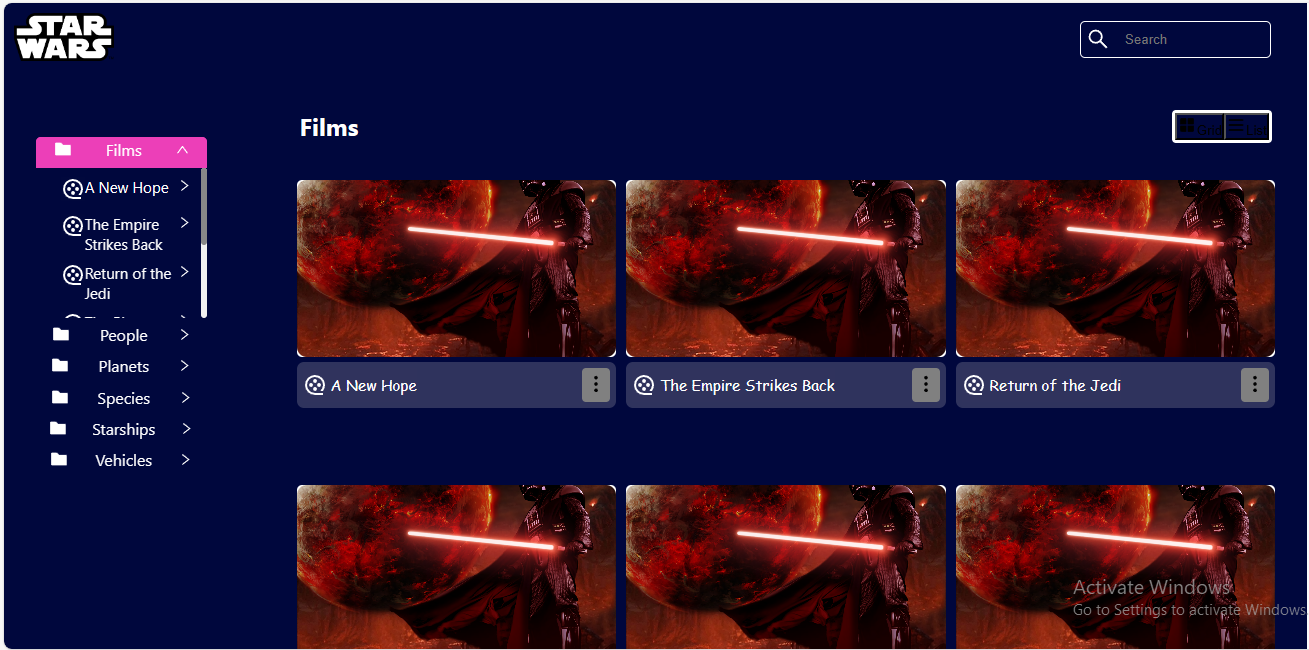 STAR
WARS
Search
Films
Grid
List
Films
A New Hope
The Empire
Strikes Back
Return of the
Jedi
People
Planets
Species
Starships
Vehicles
A New Hope
The Empire Strikes Back
Return of the Jedi
Activate Windows
Go to Settings to activate Windows